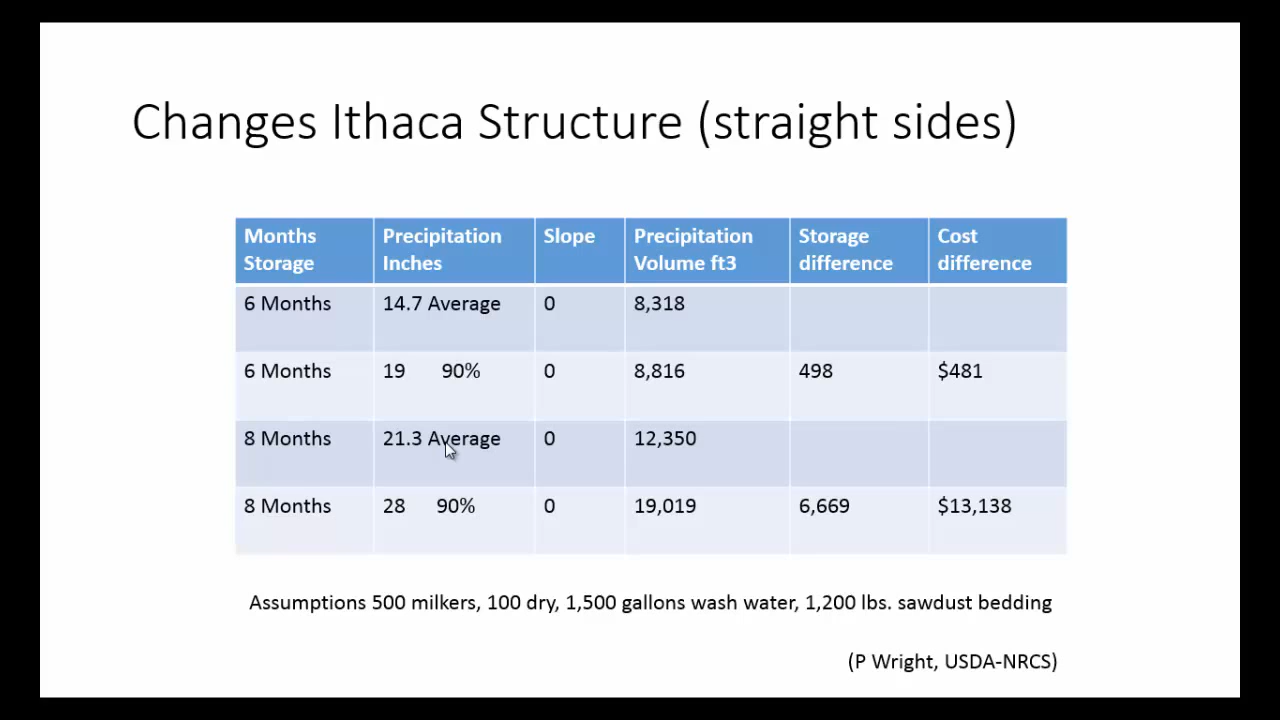 Changes Ithaca Structure (straight sides)
Months Storage Precipitation Inches Slope Precipitation Volume ft3 Storage difference Cost difference
6 Months 14.7 Average 0 8,318
6 Months 19 90% 0 8,816 498 $481
8 Months 21.3 Average 0 12,350
8 Months 28 90% 0 19,019 6,669 $13,138
Assumptions 500 milkers, 100 dry, 1,500 gallons wash water, 1,200 lbs. sawdust bedding
(P Wright, USDA-NRCS)